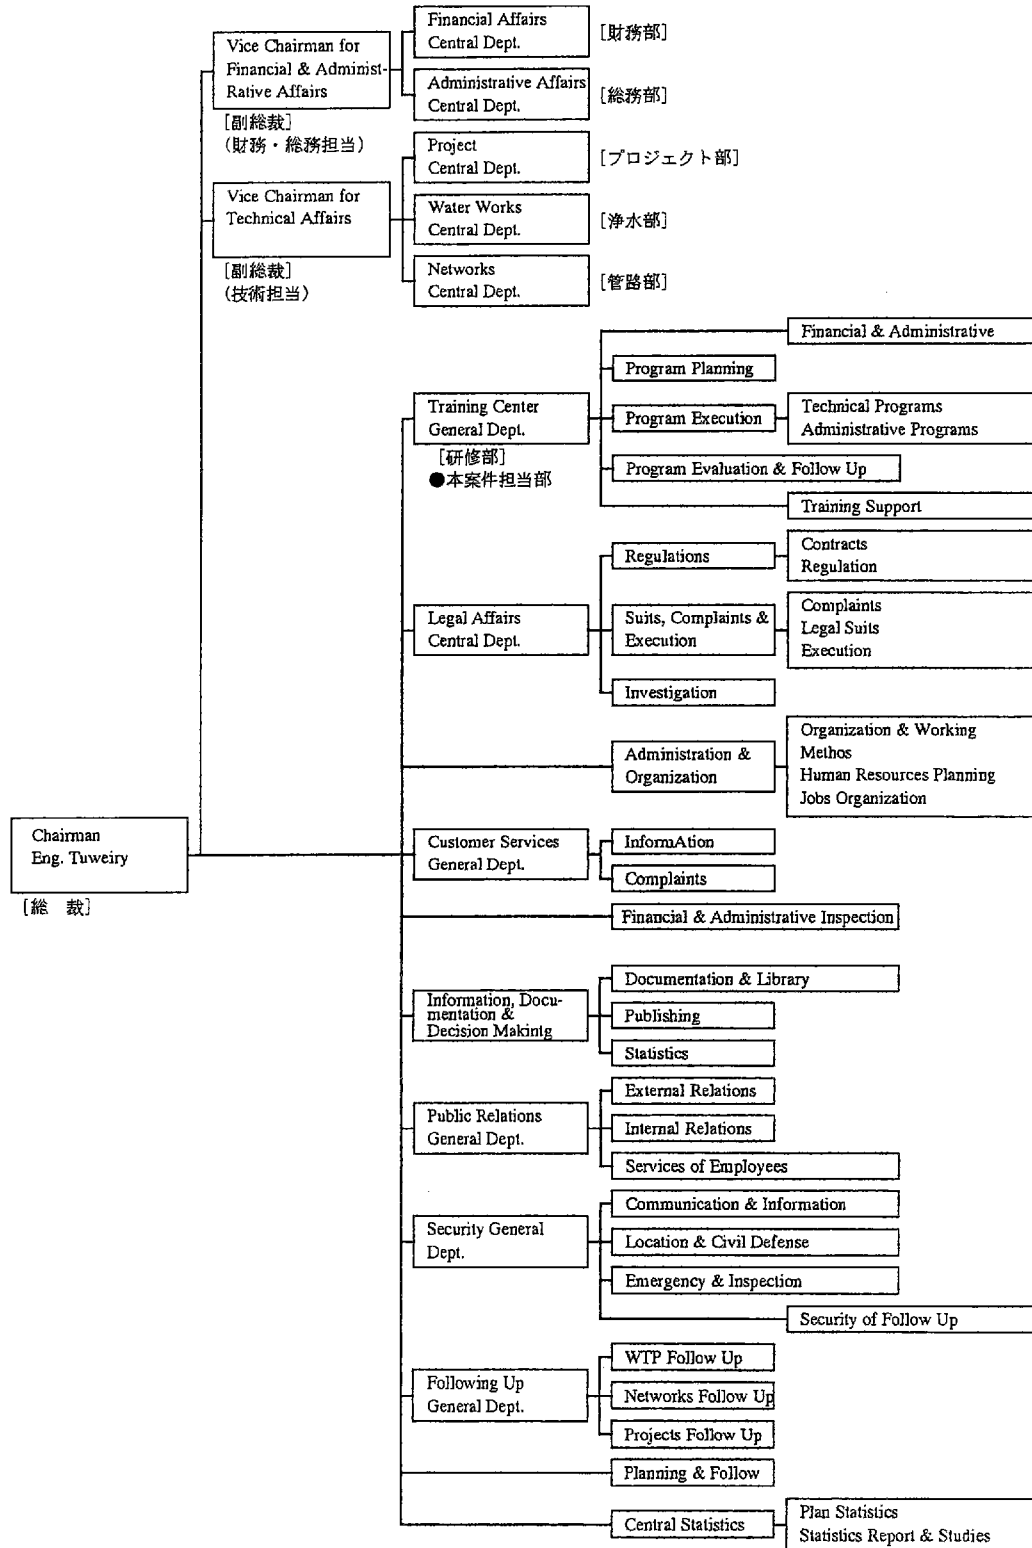 Financial Affairs
Central Dept.
[財務部]
Vice Chairman for
Financial & Administ-
Rative Affairs
Administrative Affairs
Central Dept.
[総務部]
[副総裁]
(財務・総務担当)
Project
Central Dept.
[プロジェクト部]
Vice Chairman for
Technical Affairs
Water Works
Central Dept.
[浄水部]
[副総裁]
(技術担当)
Networks
Central Dept.
[管路部]
Financial & Administrative
Program Planning
Training Center
General Dept.
Program Execution
Technical Programs
Administrative Programs
[研修部]
●本案件担当部
Program Evaluation & Follow Up
Training Support
Regulations
Contracts
Regulation
Legal Affairs
Central Dept.
Suits, Complaints &
Execution
Complaints
Legal Suits
Execution
Investigation
Administration &
Organization
Organization & Working
Methos
Human Resources Planning
Jobs Organization
Chairman
Eng. Tuweiry
[総 裁]
Customer Services
General Dept.
InformAtion
Complaints
Financial & Administrative Inspection
Information, Docu-
mentation &
Decision Makintg
Documentation & Library
Publishing
Statistics
Public Relations
General Dept.
External Relations
Internal Relations
Services of Employees
Security General
Dept.
Communication & Information
Location & Civil Defense
Emergency & Inspection
Security of Follow Up
Following Up
General Dept.
WTP Follow Up
Networks Follow Up
Projects Follow Up
Planning & Follow
Central Statistics
Plan Statistics
Statistics Report & Studies